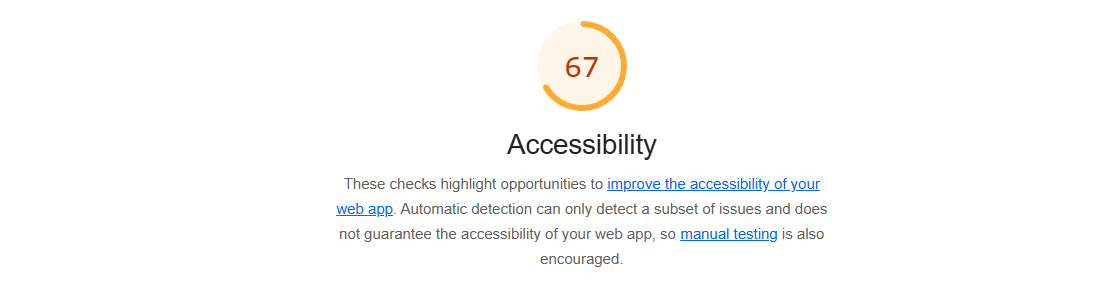 67
Accessibility
These checks highlight opportunities to improve the accessibility of your
web app. Automatic detection can only detect a subset of issues and does
not guarantee the accessibility of your web app, so manual testing is also
encouraged.